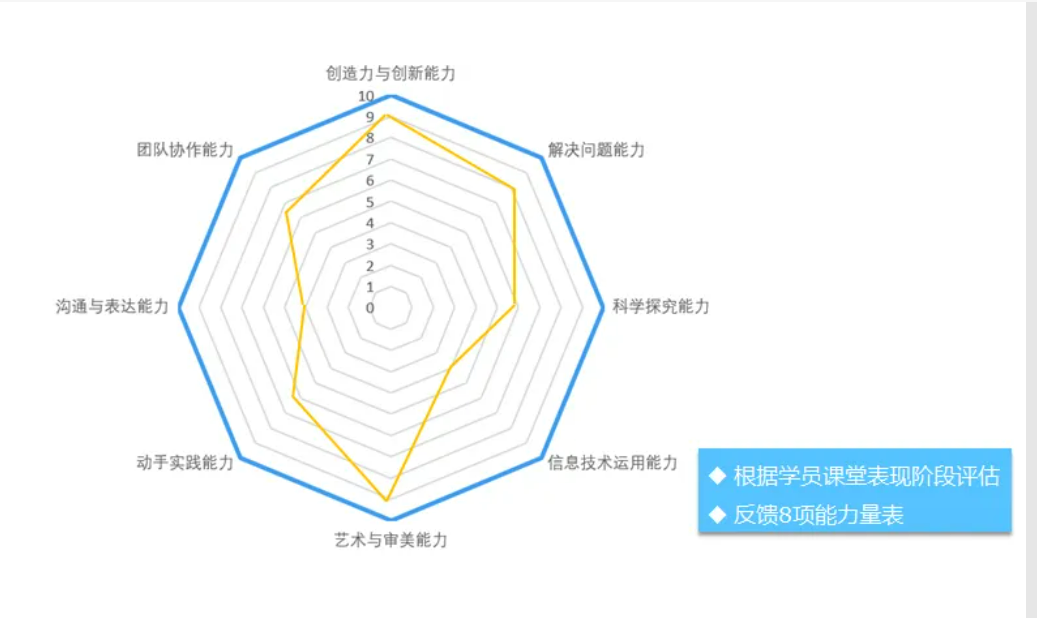 创造力与创新能力
10
9
8
7
6
5
4
3
2
1
0
团队协作能力
解决问题能力
沟通与表达能力
科学探究能力
动手实践能力
信息技术运用能力
艺术与审美能力
◆ 根据学员课堂表现阶段评估
◆ 反馈8项能力量表